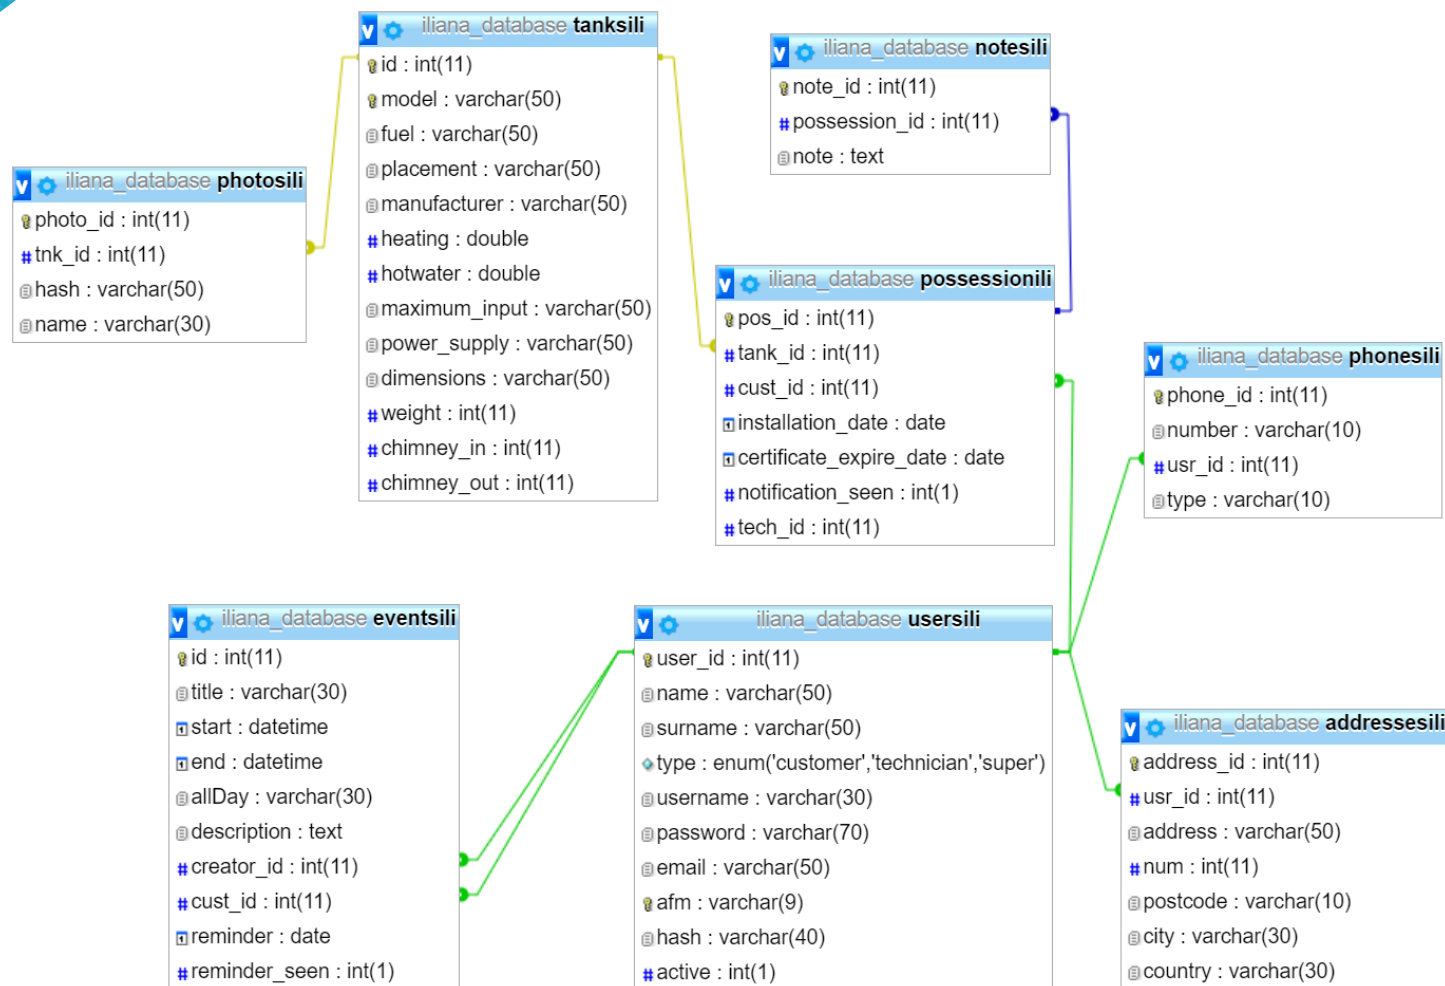 iliana_database tanksili
id : int(11)
model : varchar(50)
fuel : varchar(50)
placement : varchar(50)
manufacturer : varchar(50)
# heating : double
# hotwater : double
maximum_input : varchar(50)
power_supply : varchar(50)
dimensions : varchar(50)
# weight : int(11)
# chimney_in : int(11)
# chimney_out : int(11)
v iliana_database notesili
note_id : int(11)
# possession_id : int(11)
note : text
v iliana_database photosili
photo_id : int(11)
# tnk_id : int(11)
hash : varchar(50)
name : varchar(30)
v iliana_database possessionili
pos_id : int(11)
# tank_id : int(11)
# cust_id : int(11)
installation_date : date
certificate_expire_date : date
# notification_seen : int(1)
# tech_id : int(11)
v iliana_database phonesili
phone_id : int(11)
number : varchar(10)
# usr_id : int(11)
type : varchar(10)
v iliana_database eventsili
id : int(11)
title : varchar(30)
start : datetime
end : datetime
allDay : varchar(30)
description : text
# creator_id : int(11)
# cust_id : int(11)
reminder : date
# reminder_seen : int(1)
v iliana_database usersili
user_id : int(11)
name : varchar(50)
surname : varchar(50)
type : enum('customer','technician','super')
username : varchar(30)
password : varchar(70)
email : varchar(50)
afm : varchar(9)
hash : varchar(40)
# active : int(1)
v iliana_database addressesili
address_id : int(11)
# usr_id : int(11)
address : varchar(50)
# num : int(11)
postcode : varchar(10)
city : varchar(30)
country : varchar(30)